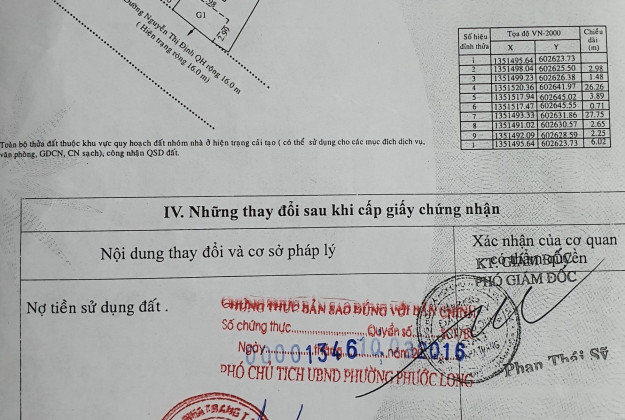 G1
2.98
2.95
Đường Nguyễn Thị Định QH rộng 16.0 m
( Hiện trạng rộng 16.0 m)
Số hiệu đỉnh thửa | Tọa độ VN-2000 | Chiều dài (m)
X | Y
1 | 1351495.64 | 602623.73
2 | 1351498.04 | 602625.50 | 2.98
3 | 1351499.23 | 602626.38 | 1.48
4 | 1351520.36 | 602641.97 | 26.26
5 | 1351517.94 | 602645.02 | 3.89
6 | 1351517.47 | 602645.55 | 0.71
7 | 1351493.33 | 602631.86 | 27.75
8 | 1351491.02 | 602630.57 | 2.65
9 | 1351492.09 | 602628.59 | 2.25
1 | 1351495.64 | 602623.73 | 6.02
Toàn bộ thửa đất thuộc khu vực quy hoạch đất nhóm nhà ở hiện trạng cải tạo ( có thể sử dụng cho các mục đích dịch vụ,
văn phòng, GDCN, CN sạch), công nhận QSD đất.
IV. Những thay đổi sau khi cấp giấy chứng nhận
Nội dung thay đổi và cơ sở pháp lý
Xác nhận của cơ quan
có thẩm quyền
KT GIÁM ĐỐC
PHÓ GIÁM ĐỐC
Nợ tiền sử dụng đất .
CHỨNG THỰC BẢN SAO ĐÚNG VỚI BẢN CHÍNH
Số chứng thực............Quyển số
Ngày......tháng......năm 2016
00001346
PHÓ CHỦ TỊCH UBND PHƯỜNG PHƯỚC LONG
Phan Thái Sỹ